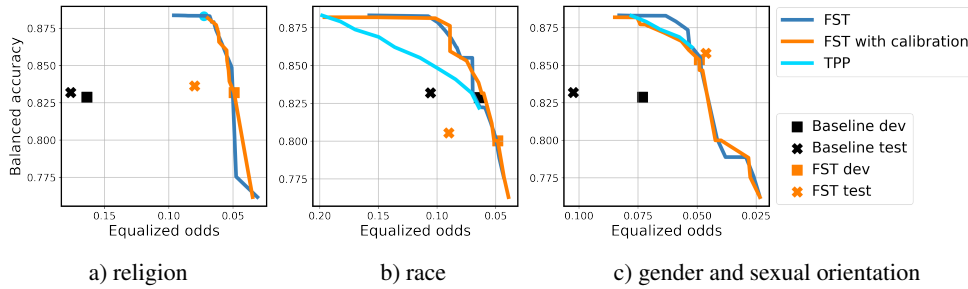 Balanced accuracy
0.875
0.850
0.825
0.800
0.775
0.15 0.10 0.05
Equalized odds
a) religion
0.875
0.850
0.825
0.800
0.775
0.20 0.15 0.10 0.05
Equalized odds
b) race
0.875
0.850
0.825
0.800
0.775
0.100 0.075 0.050 0.025
Equalized odds
c) gender and sexual orientation
FST
FST with calibration
TPP
Baseline dev
Baseline test
FST dev
FST test